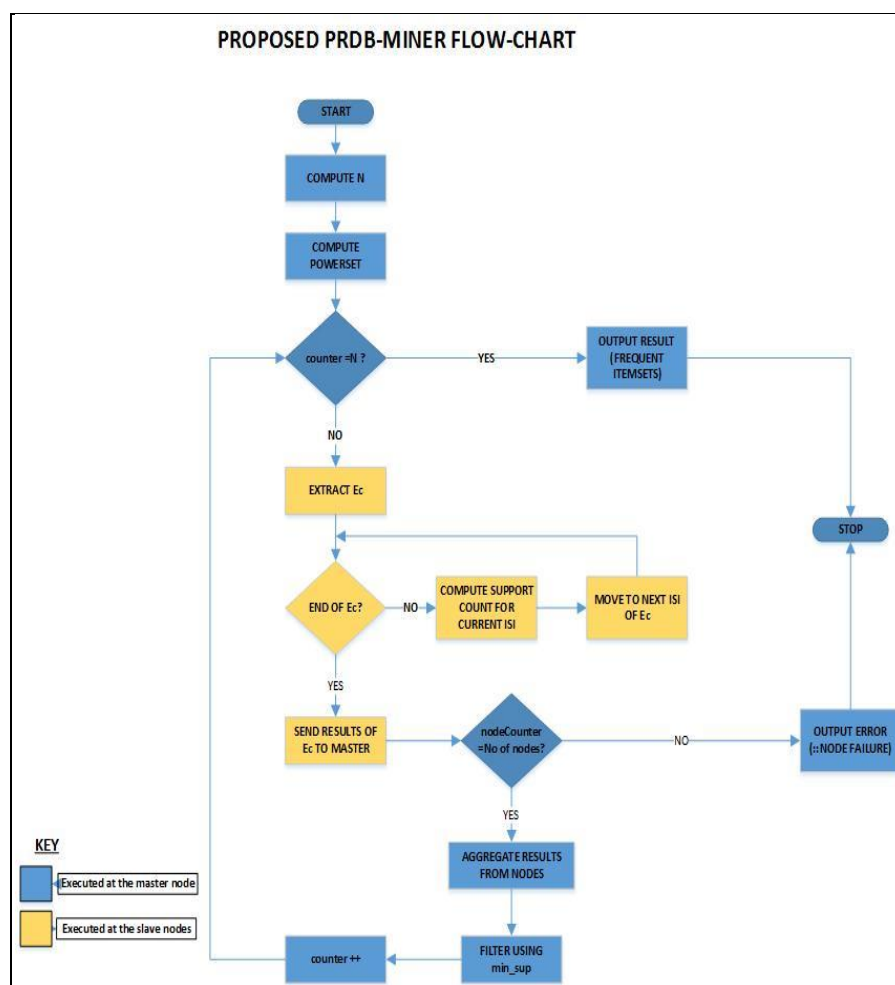 PROPOSED PRDB-MINER FLOW-CHART
START
COMPUTE N
COMPUTE
POWERSET
counter =N ?
YES
OUTPUT RESULT
(FREQUENT
ITEMSETS)
NO
EXTRACT Ec
STOP
END OF Ec?
NO
COMPUTE SUPPORT
COUNT FOR
CURRENT ISI
MOVE TO NEXT ISI
OF Ec
YES
SEND RESULTS OF
Ec TO MASTER
nodeCounter
=No of nodes?
NO
OUTPUT ERROR
(::NODE FAILURE)
YES
AGGREGATE RESULTS
FROM NODES
KEY
Executed at the master node
Executed at the slave nodes
counter ++
FILTER USING
min_sup